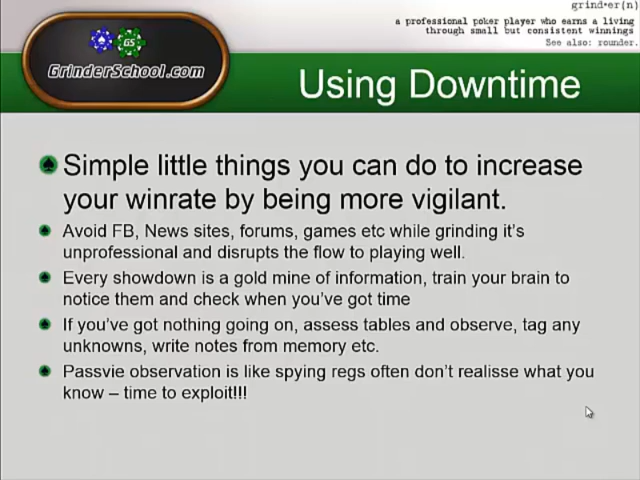 grind•er(n)
a professional poker player who earns a living
through small but consistent winnings
See also: rounder.
GS
GrinderSchool.com
Using Downtime
Simple little things you can do to increase
your winrate by being more vigilant.
Avoid FB, News sites, forums, games etc while grinding it's
unprofessional and disrupts the flow to playing well.
Every showdown is a gold mine of information, train your brain to
notice them and check when you've got time
If you've got nothing going on, assess tables and observe, tag any
unknowns, write notes from memory etc.
Passvie observation is like spying regs often don't realisse what you
know – time to exploit!!!